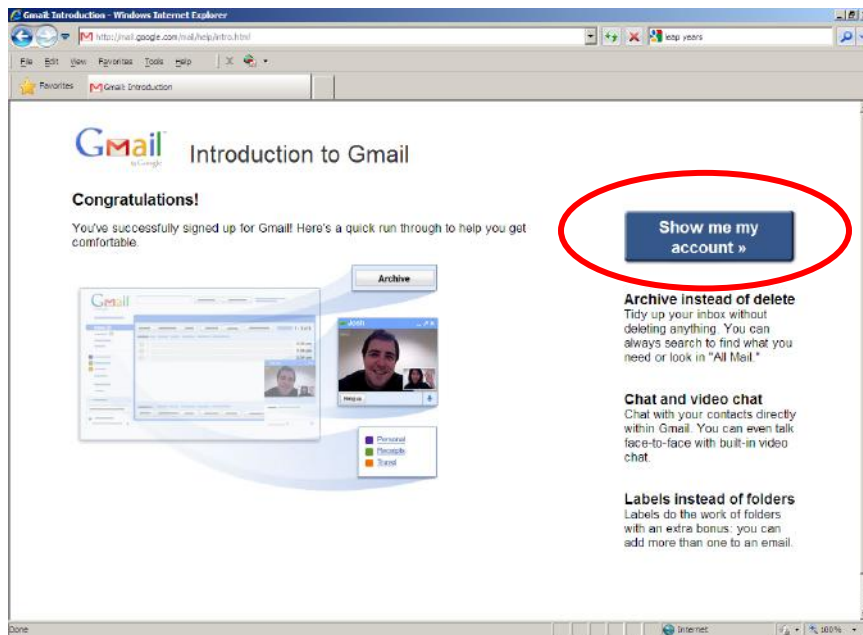 Gmail: Introduction - Windows Internet Explorer
http://mail.google.com/mail/help/intro.html
leap years
File Edit View Favorites Tools Help
Favorites
Gmail: Introduction
Gmail
by Google
Introduction to Gmail
Congratulations!
You've successfully signed up for Gmail! Here's a quick run through to help you get
comfortable.
Show me my
account »
Archive
Gmail
Josh
Personal
Receipts
Travel
Archive instead of delete
Tidy up your inbox without
deleting anything. You can
always search to find what you
need or look in "All Mail."
Chat and video chat
Chat with your contacts directly
within Gmail. You can even talk
face-to-face with built-in video
chat.
Labels instead of folders
Labels do the work of folders
with an extra bonus: you can
add more than one to an email.
Done
Internet
100%